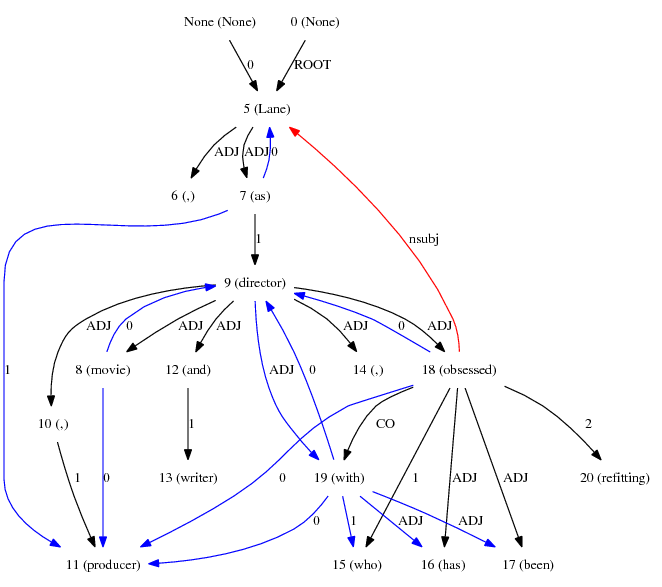 None (None) 0 (None)
0 ROOT
5 (Lane)
ADJ ADJ 0
6 (,) 7 (as)
nsubj
1
9 (director)
ADJ 0 ADJ ADJ ADJ 0 ADJ
1 8 (movie) 12 (and) ADJ 0 14 (,) 18 (obsessed)
10 (,) CO 2
1 0 1 0 1 ADJ ADJ
13 (writer) 19 (with) 20 (refitting)
0 1 ADJ ADJ
11 (producer) 15 (who) 16 (has) 17 (been)